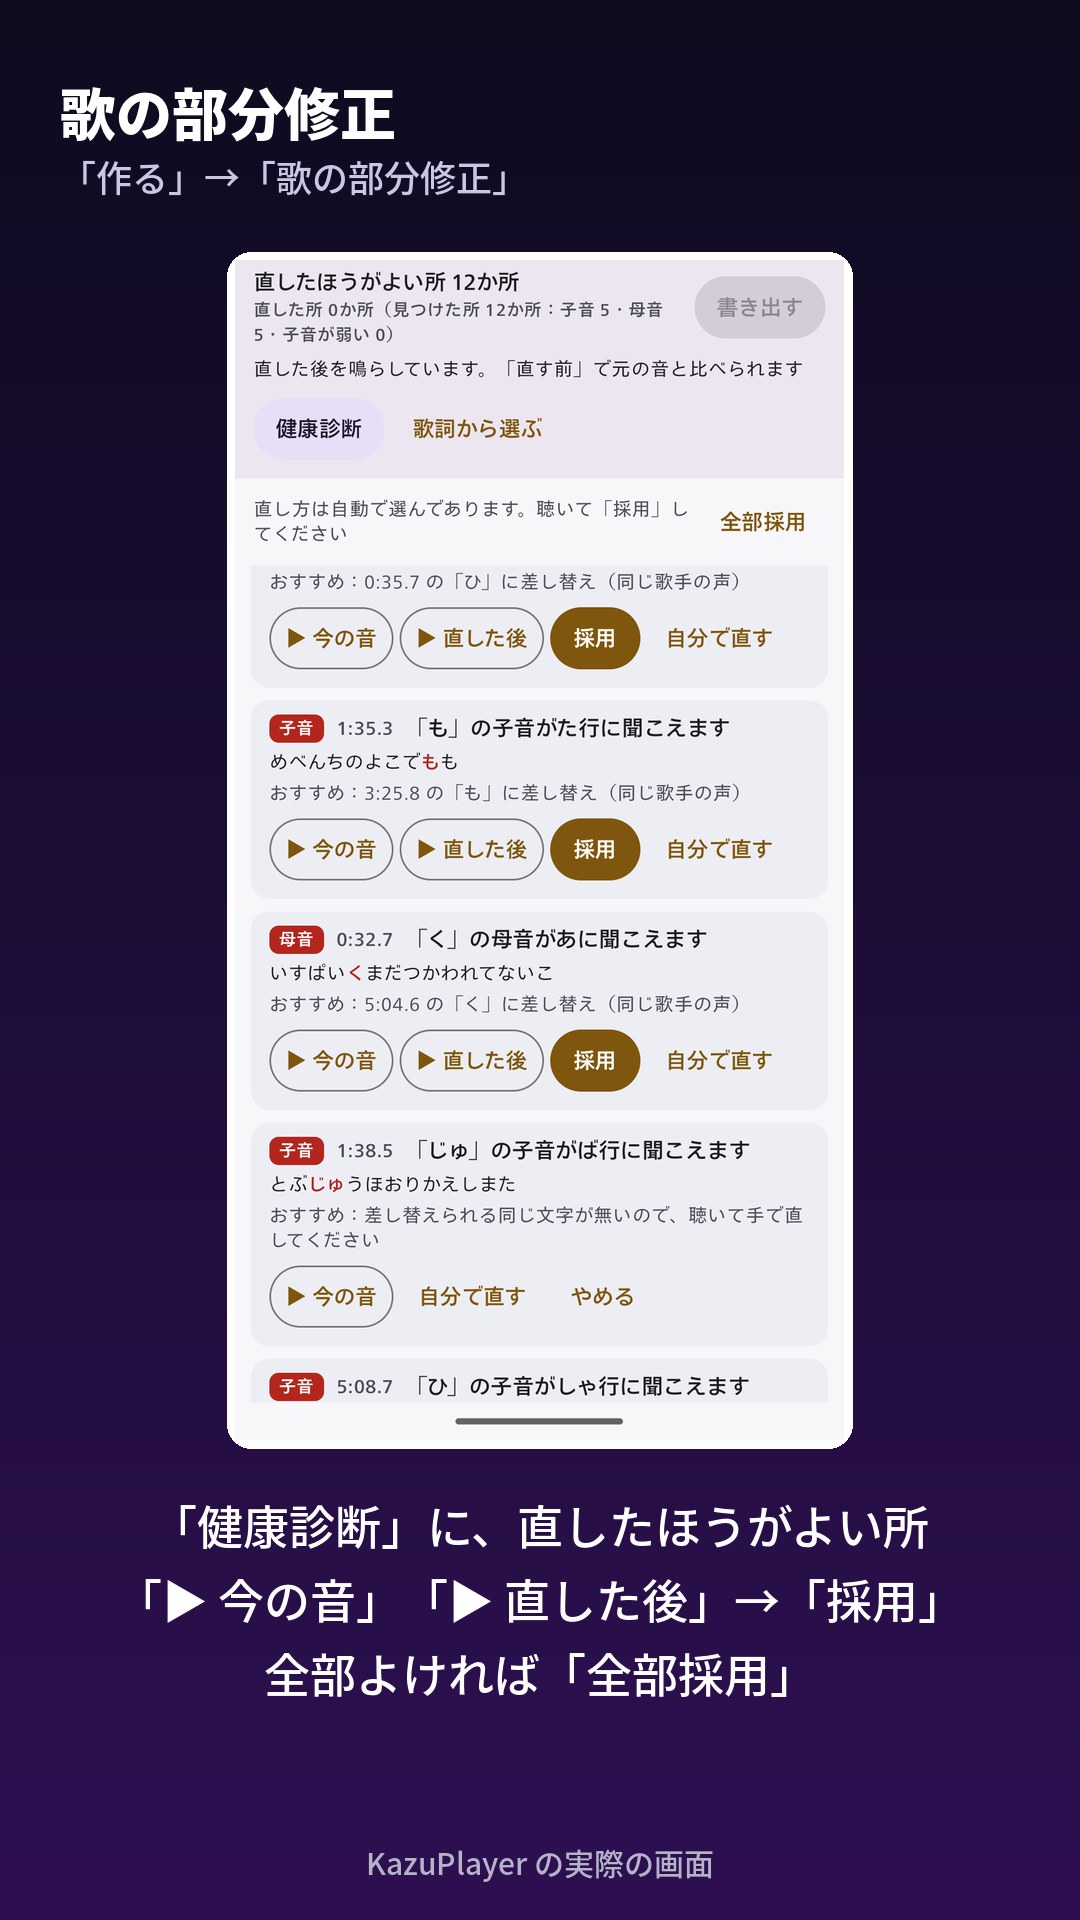 歌の部分修正
「作る」→「歌の部分修正」
直したほうがよい所 12か所
直した所 0か所（見つけた所 12か所：子音 5・母音
5・子音が弱い 0）
書き出す
直した後を鳴らしています。「直す前」で元の音と比べられます
健康診断 歌詞から選ぶ
直し方は自動で選んであります。聴いて「採用」し
てください
全部採用
おすすめ：0:35.7 の「ひ」に差し替え（同じ歌手の声）
▶ 今の音 ▶ 直した後 採用 自分で直す
子音 1:35.3 「も」の子音がた行に聞こえます
めべんちのよこでもも
おすすめ：3:25.8 の「も」に差し替え（同じ歌手の声）
▶ 今の音 ▶ 直した後 採用 自分で直す
母音 0:32.7 「く」の母音があに聞こえます
いすぱいくまだつかわれてないこ
おすすめ：5:04.6 の「く」に差し替え（同じ歌手の声）
▶ 今の音 ▶ 直した後 採用 自分で直す
子音 1:38.5 「じゅ」の子音がば行に聞こえます
とぶじゅうほおりかえしまた
おすすめ：差し替えられる同じ文字が無いので、聴いて手で直
してください
▶ 今の音 自分で直す やめる
子音 5:08.7 「ひ」の子音がしゃ行に聞こえます
「健康診断」に、直したほうがよい所
「▶ 今の音」「▶ 直した後」→「採用」
全部よければ「全部採用」
KazuPlayer の実際の画面